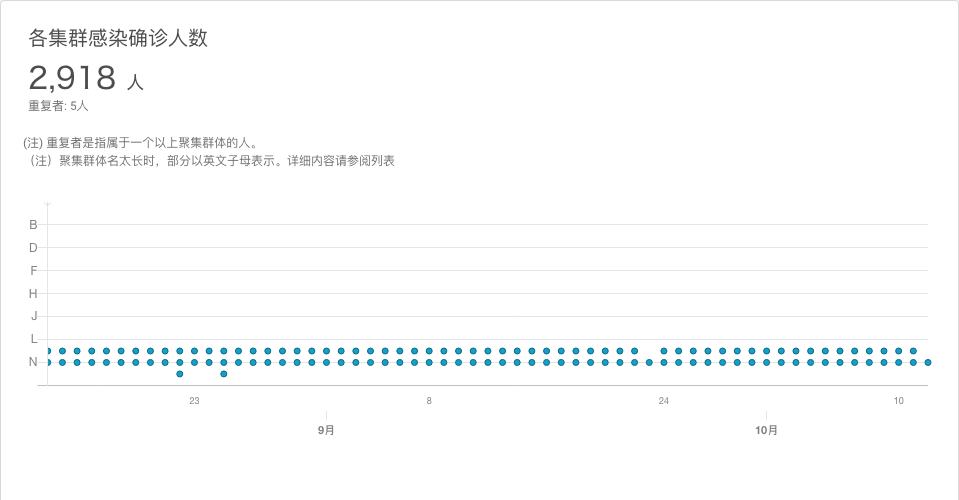 各集群感染确诊人数
2,918 人
重复者: 5人
(注) 重复者是指属于一个以上聚集群体的人。
（注）聚集群体名太长时，部分以英文子母表示。详细内容请参阅列表
B
D
F
H
J
L
N
23 8 24 10
9月 10月